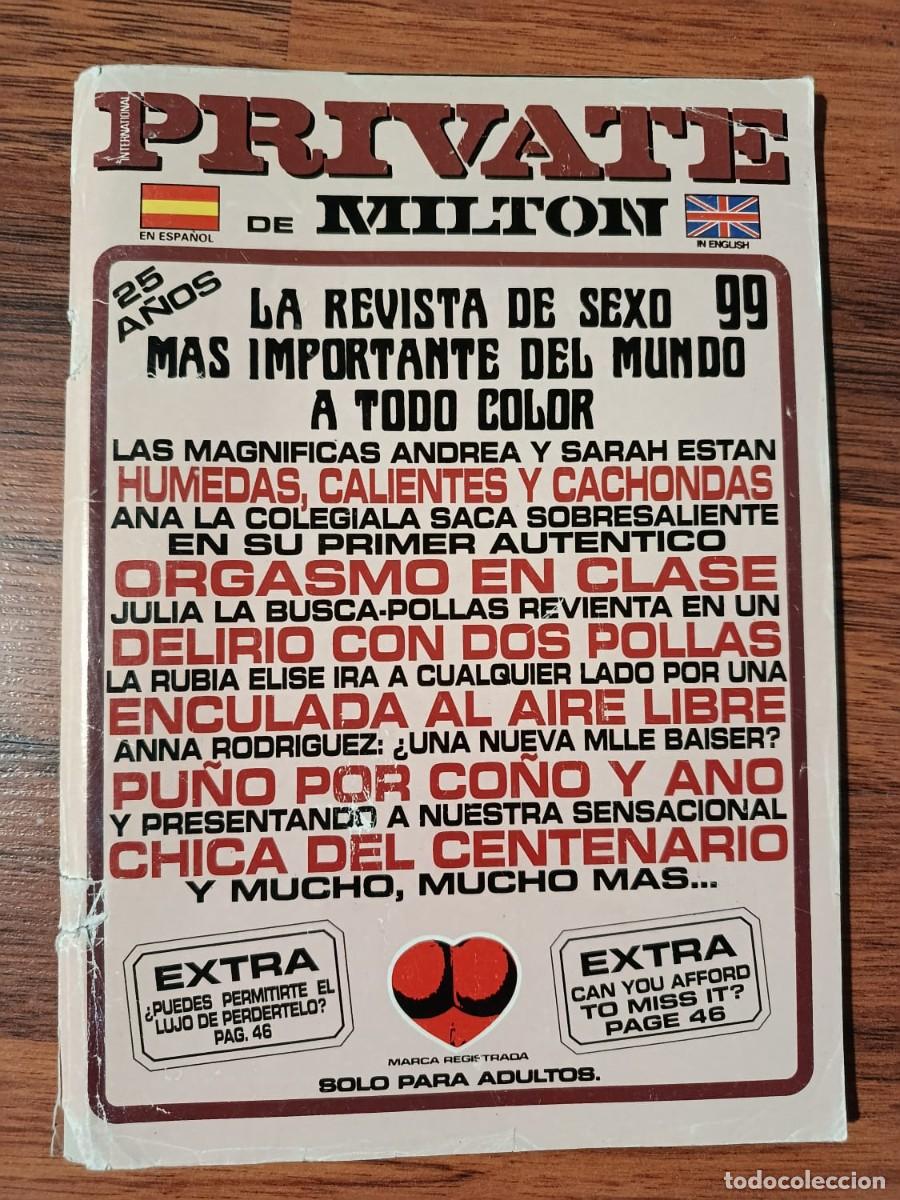 INTERNATIONAL
PRIVATE
DE MILTON
EN ESPAÑOL
IN ENGLISH
25 AÑOS
LA REVISTA DE SEXO 99
MAS IMPORTANTE DEL MUNDO
A TODO COLOR
LAS MAGNIFICAS ANDREA Y SARAH ESTAN
HUMEDAS, CALIENTES Y CACHONDAS
ANA LA COLEGIALA SACA SOBRESALIENTE
EN SU PRIMER AUTENTICO
ORGASMO EN CLASE
JULIA LA BUSCA-POLLAS REVIENTA EN UN
DELIRIO CON DOS POLLAS
LA RUBIA ELISE IRA A CUALQUIER LADO POR UNA
ENCULADA AL AIRE LIBRE
ANNA RODRIGUEZ: ¿UNA NUEVA MLLE BAISER?
PUÑO POR COÑO Y ANO
Y PRESENTANDO A NUESTRA SENSACIONAL
CHICA DEL CENTENARIO
Y MUCHO, MUCHO MAS...
EXTRA
¿PUEDES PERMITIRTE EL
LUJO DE PERDERTELO?
PAG. 46
EXTRA
CAN YOU AFFORD
TO MISS IT?
PAGE 46
MARCA REGISTRADA
SOLO PARA ADULTOS.
todocoleccion